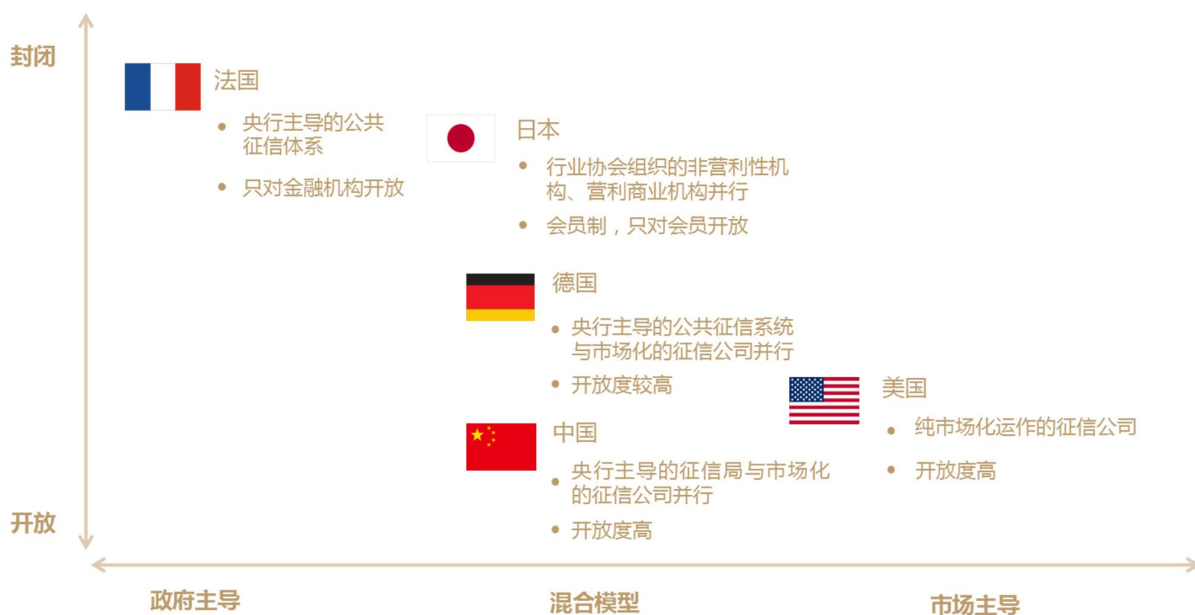 封闭
法国
• 央行主导的公共
征信体系
• 只对金融机构开放
日本
• 行业协会组织的非营利性机
构、营利商业机构并行
• 会员制，只对会员开放
德国
• 央行主导的公共征信系统
与市场化的征信公司并行
• 开放度较高
美国
• 纯市场化运作的征信公司
• 开放度高
中国
• 央行主导的征信局与市场化
的征信公司并行
• 开放度高
开放
政府主导
混合模型
市场主导